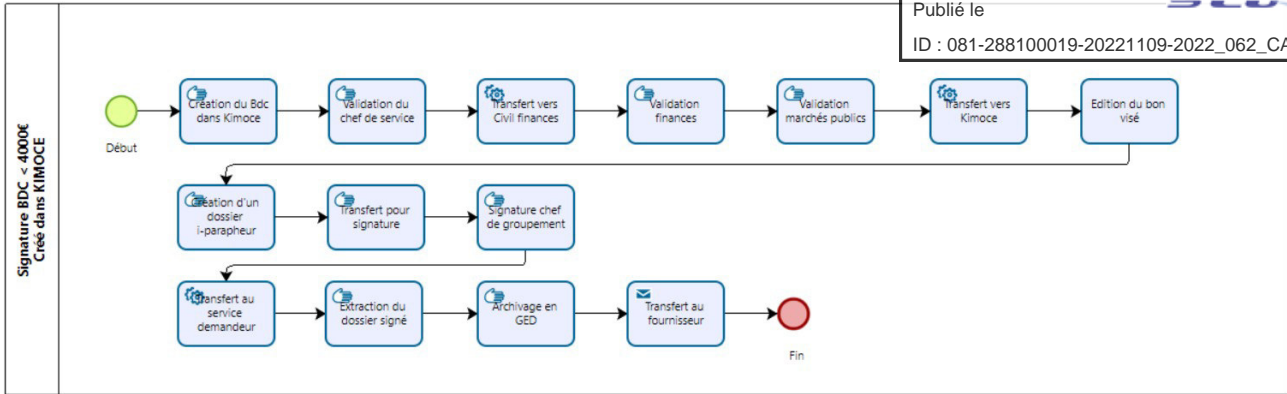 Publié le
ID : 081-288100019-20221109-2022_062_CA
Signature BDC < 4000€
Créé dans KIMOCE
Début
Création du Bdc
dans Kimoce
Validation du
chef de service
Transfert vers
Civil finances
Validation
finances
Validation
marchés publics
Transfert vers
Kimoce
Edition du bon
visé
Création d'un
dossier
i-parapheur
Transfert pour
signature
Signature chef
de groupement
Transfert au
service
demandeur
Extraction du
dossier signé
Archivage en
GED
Transfert au
fournisseur
Fin